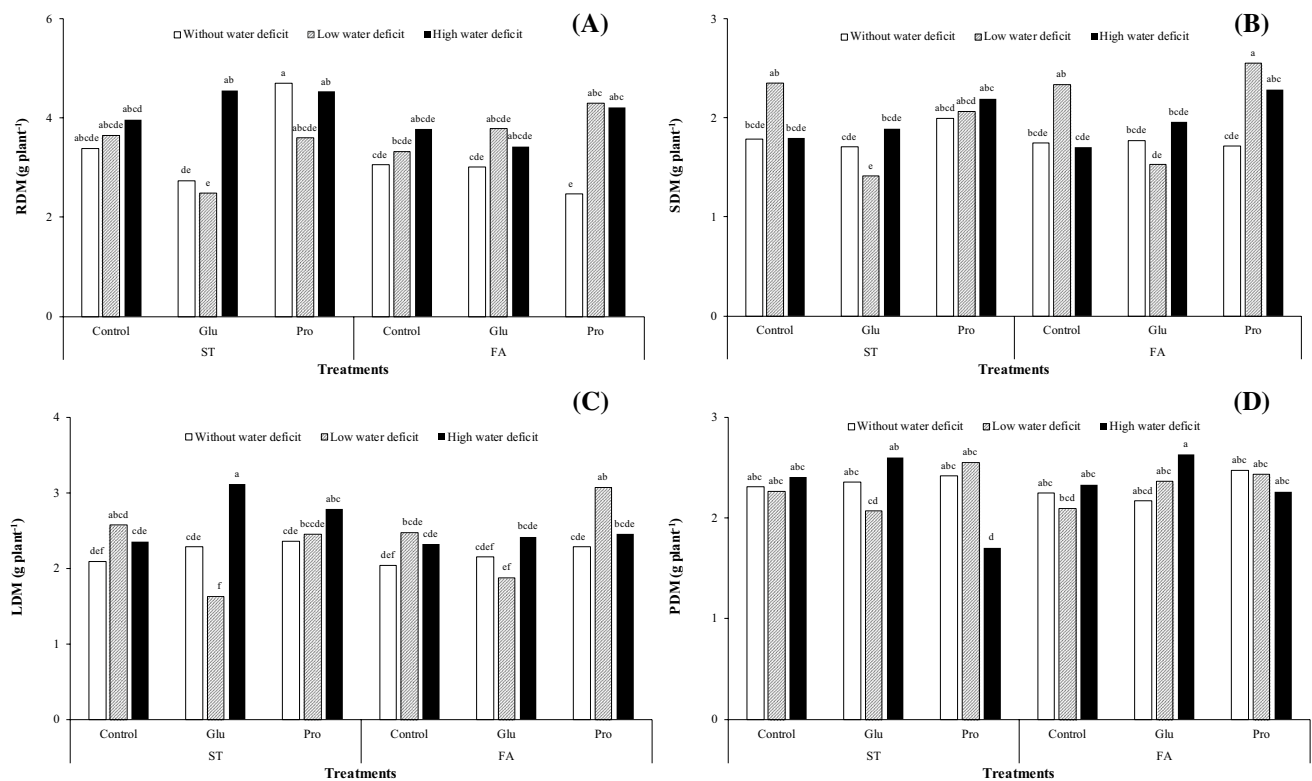 (A)
6
4
2
0
RDM (g plant⁻¹)
Without water deficit Low water deficit High water deficit
abcde abcde abcd de e ab a abcde ab cde bcde abcde cde abcde abcde e abc abc
Control Glu Pro Control Glu Pro
ST FA
Treatments
(B)
3
2
1
0
SDM (g plant⁻¹)
Without water deficit Low water deficit High water deficit
bcde ab bcde cde e bcde abcd abcd abc bcde ab cde bcde de bcde cde a abc
Control Glu Pro Control Glu Pro
ST FA
Treatments
(C)
4
3
2
1
0
LDM (g plant⁻¹)
Without water deficit Low water deficit High water deficit
def abcd cde cde f a cde bccde abc def bcde cde cdef ef bcde cde ab bcde
Control Glu Pro Control Glu Pro
ST FA
Treatments
(D)
3
2
1
0
PDM (g plant⁻¹)
Without water deficit Low water deficit High water deficit
abc abc abc abc cd ab abc abc d abc bcd abc abcd abc a abc abc abc
Control Glu Pro Control Glu Pro
ST FA
Treatments